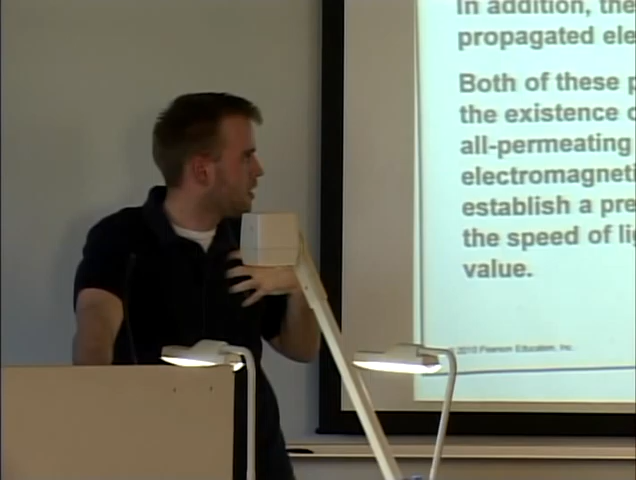 In addition, the
propagated ele
Both of these p
the existence o
all-permeating
electromagneti
establish a pre
the speed of lig
value.
2010 Pearson Education, Inc.